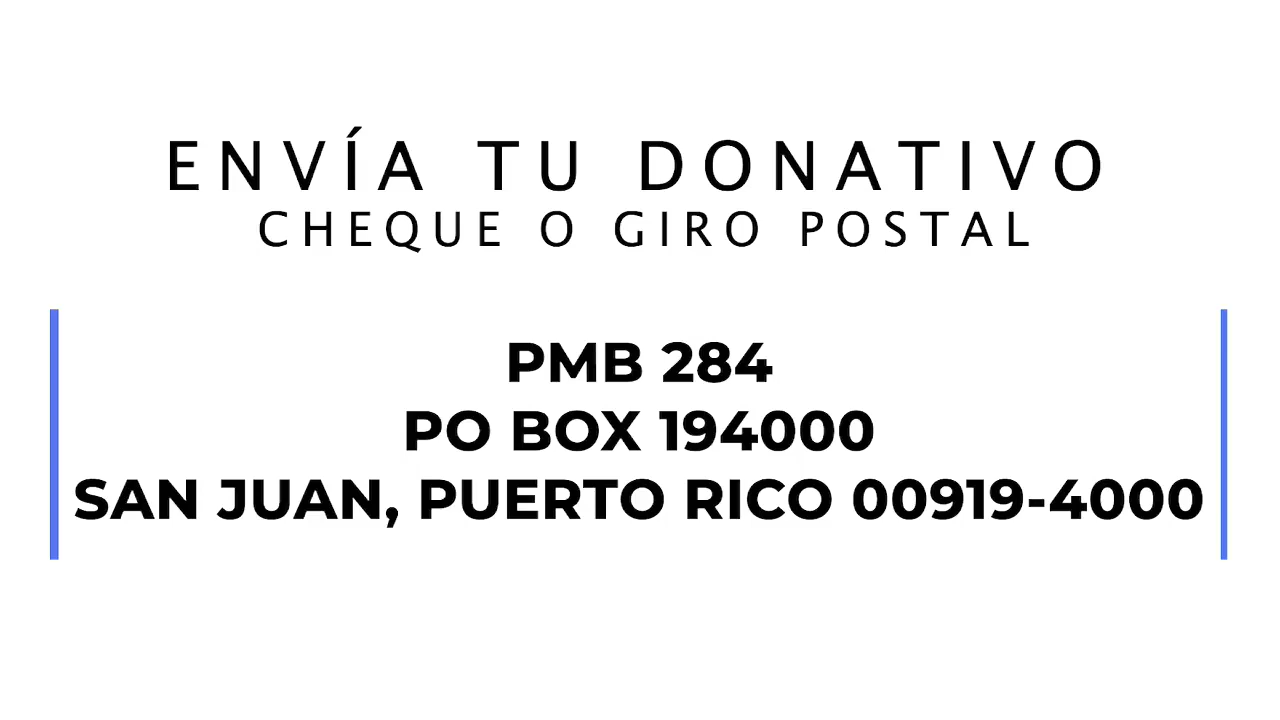 ENVÍA TU DONATIVO
CHEQUE O GIRO POSTAL
PMB 284
PO BOX 194000
SAN JUAN, PUERTO RICO 00919-4000